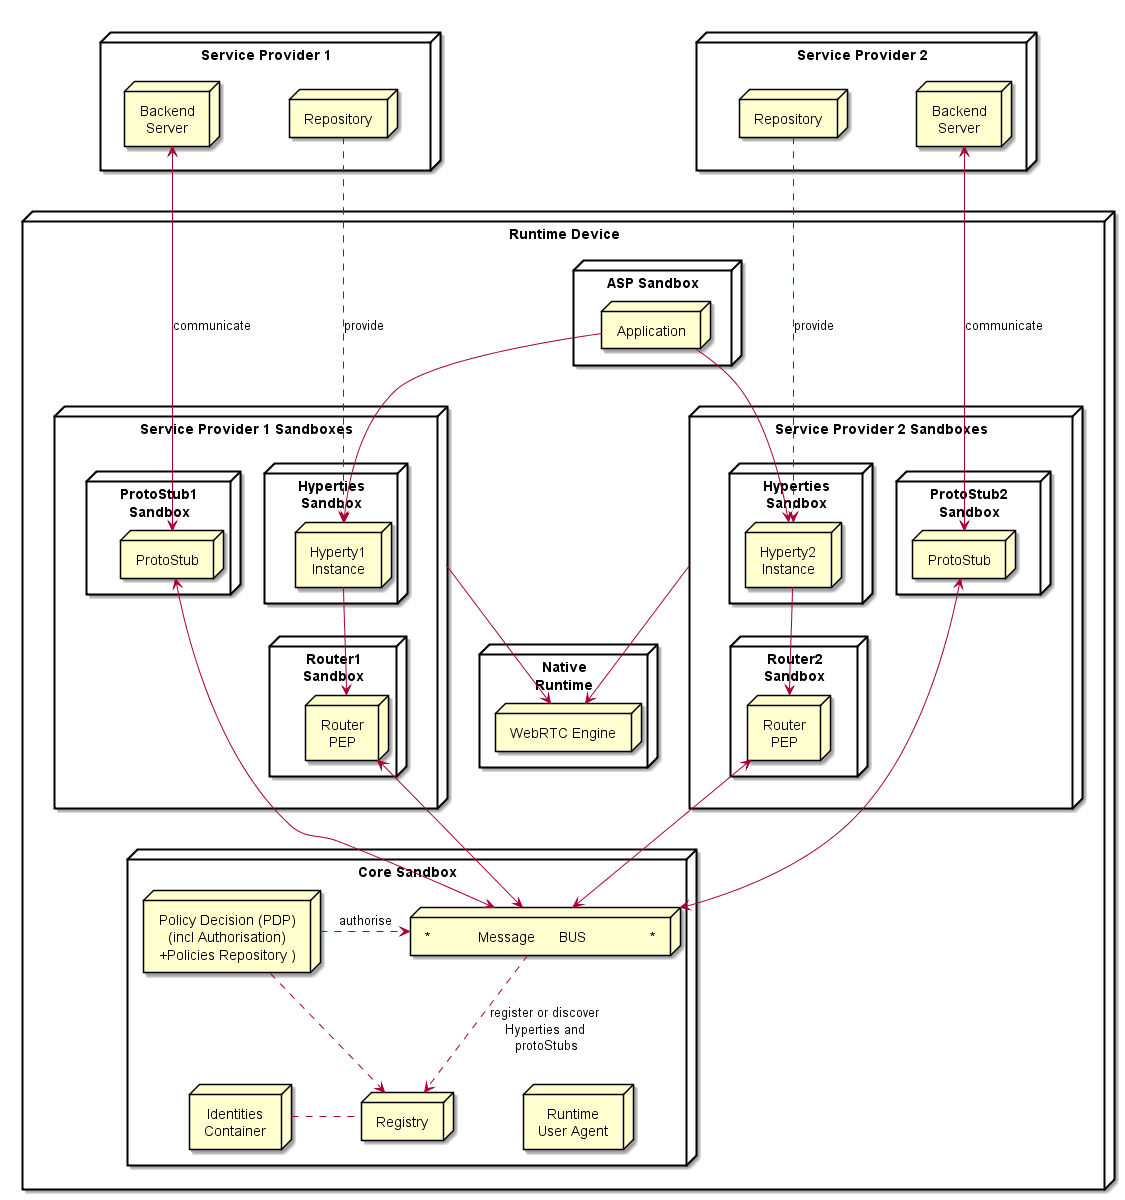 Service Provider 1
Backend
Server
Repository
Service Provider 2
Repository
Backend
Server
Runtime Device
ASP Sandbox
Application
communicate
provide
provide
communicate
Service Provider 1 Sandboxes
ProtoStub1
Sandbox
ProtoStub
Hyperties
Sandbox
Hyperty1
Instance
Router1
Sandbox
Router
PEP
Native
Runtime
WebRTC Engine
Service Provider 2 Sandboxes
Hyperties
Sandbox
Hyperty2
Instance
ProtoStub2
Sandbox
ProtoStub
Router2
Sandbox
Router
PEP
Core Sandbox
Policy Decision (PDP)
(incl Authorisation)
+Policies Repository )
authorise
* Message BUS *
register or discover
Hyperties and
protoStubs
Identities
Container
Registry
Runtime
User Agent